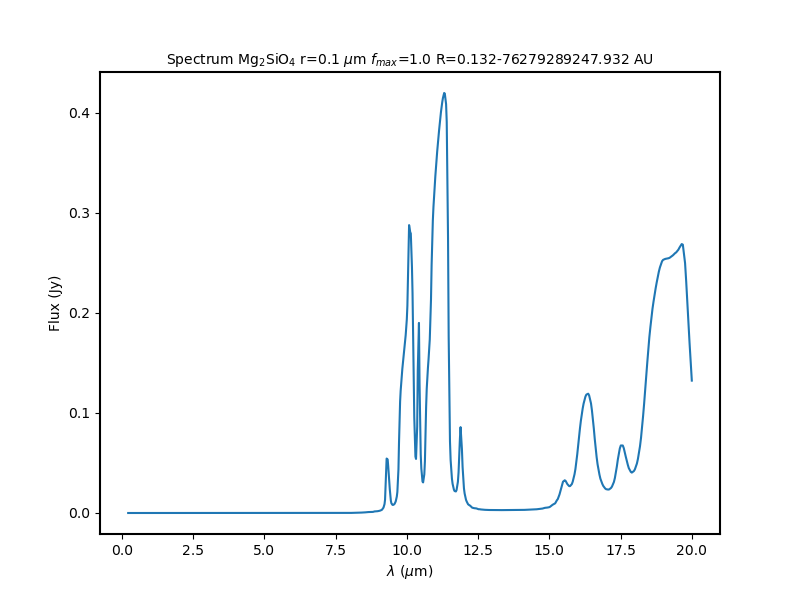 Spectrum Mg₂SiO₄ r=0.1 μm f_max=1.0 R=0.132-76279289247.932 AU
0.4
0.3
0.2
0.1
0.0
Flux (Jy)
0.0 2.5 5.0 7.5 10.0 12.5 15.0 17.5 20.0
λ (μm)